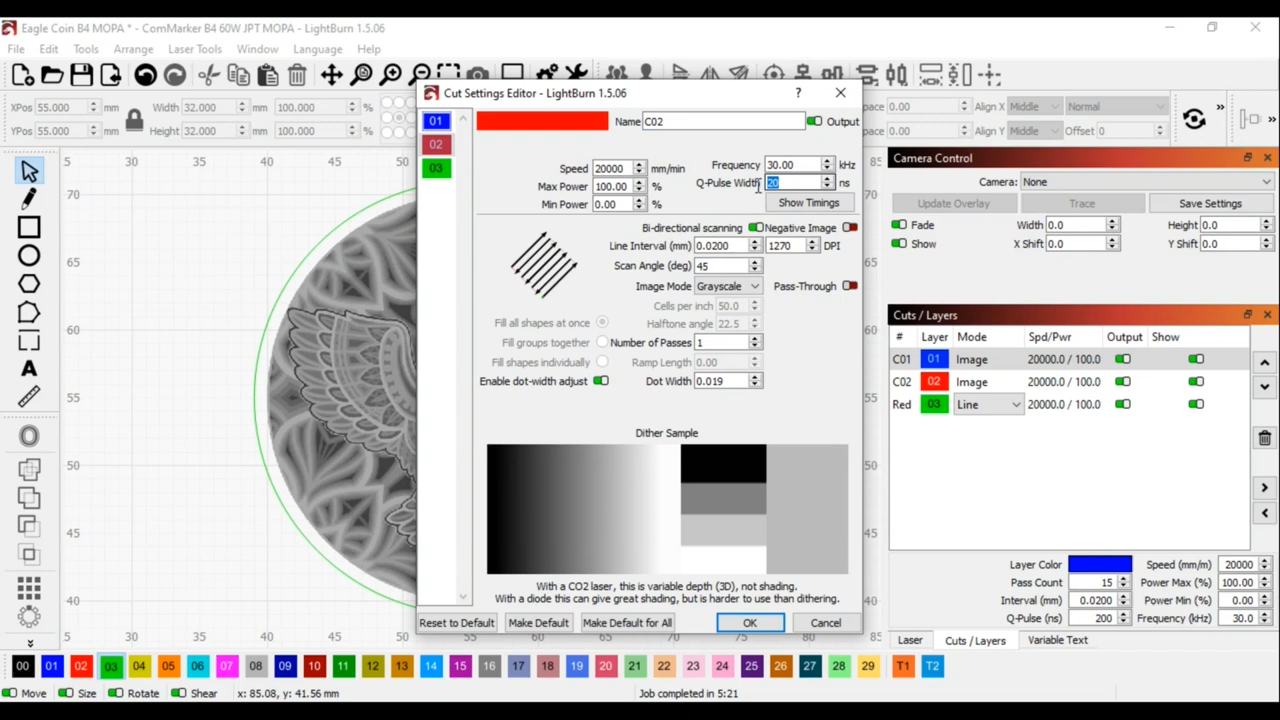 Eagle Coin B4 MOPA * - ComMarker B4 60W JPT MOPA - LightBurn 1.5.06
File Edit Tools Arrange Laser Tools Window Language Help
XPos 55.000 mm Width 32.000 mm 100.000 %
YPos 55.000 mm Height 32.000 mm 100.000 %
pace 0.00 Align X Middle Normal
pace 0.00 Align Y Middle Offset 0
Cut Settings Editor - LightBurn 1.5.06
01
02
03
Name C02 Output
Speed 20000 mm/min
Max Power 100.00 %
Min Power 0.00 %
Frequency 30.00 kHz
Q-Pulse Width 20 ns
Show Timings
Bi-directional scanning Negative Image
Line Interval (mm) 0.0200 1270 DPI
Scan Angle (deg) 45
Image Mode Grayscale Pass-Through
Cells per inch 50.0
Fill all shapes at once Halftone angle 22.5
Fill groups together Number of Passes 1
Fill shapes individually Ramp Length 0.00
Enable dot-width adjust Dot Width 0.019
Dither Sample
With a CO2 laser, this is variable depth (3D), not shading.
With a diode this can give great shading, but is harder to use than dithering.
Reset to Default Make Default Make Default for All OK Cancel
5 30 35 40 45 50 85
70
65
60
55
50
45
40
5 30 35 40 45 50 85
70
65
60
55
50
45
40
Camera Control
Camera: None
Update Overlay Trace Save Settings
Fade Width 0.0 Height 0.0
Show X Shift 0.0 Y Shift 0.0
Cuts / Layers
# Layer Mode Spd/Pwr Output Show
C01 01 Image 20000.0 / 100.0
C02 02 Image 20000.0 / 100.0
Red 03 Line 20000.0 / 100.0
Layer Color Speed (mm/m) 20000
Pass Count 15 Power Max (%) 100.00
Interval (mm) 0.0200 Power Min (%) 0.00
Q-Pulse (ns) 200 Frequency (kHz) 30.0
Laser Cuts / Layers Variable Text
00 01 02 03 04 05 06 07 08 09 10 11 12 13 14 15 16 17 18 19 20 21 22 23 24 25 26 27 28 29 T1 T2
Move Size Rotate Shear x: 85.08, y: 41.56 mm Job completed in 5:21